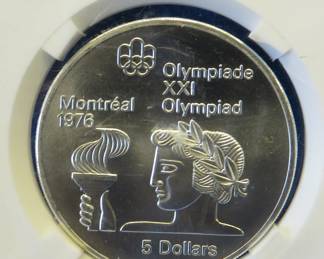 Olympiade
XXI
Olympiad
Montréal
1976
5 Dollars